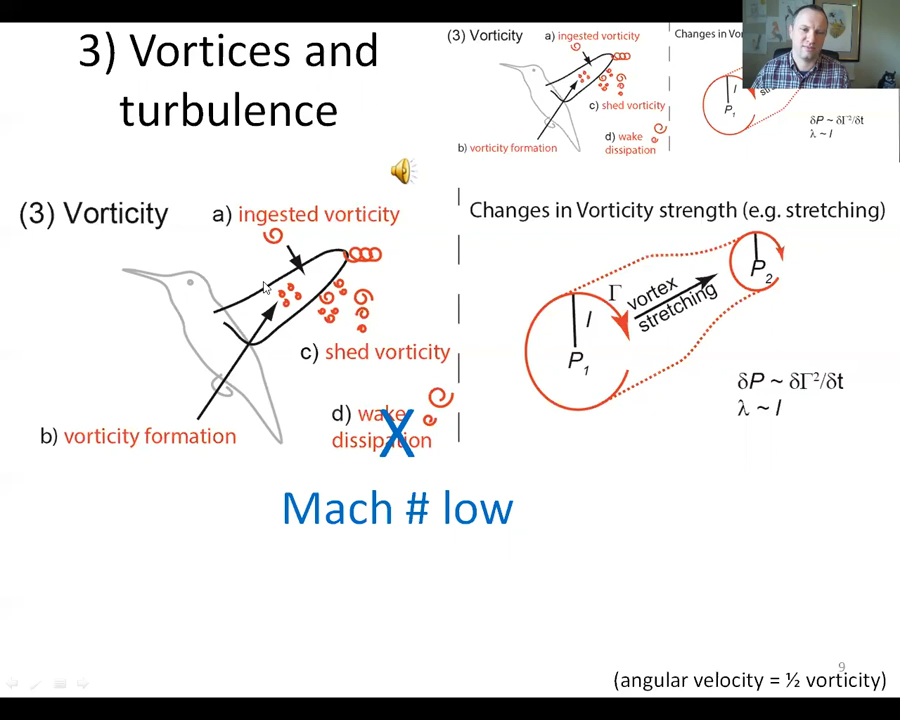 3) Vortices and
turbulence
(3) Vorticity
a) ingested vorticity
Changes in
c) shed vorticity
b) vorticity formation
d) wake
dissipation
l
P1
δP ~ δΓ²/δt
λ ~ l
(3) Vorticity
a) ingested vorticity
c) shed vorticity
b) vorticity formation
d) wake
dissipation
X
Changes in Vorticity strength (e.g. stretching)
Γ
vortex
stretching
l
P1
P2
δP ~ δΓ²/δt
λ ~ l
Mach # low
9
(angular velocity = ½ vorticity)